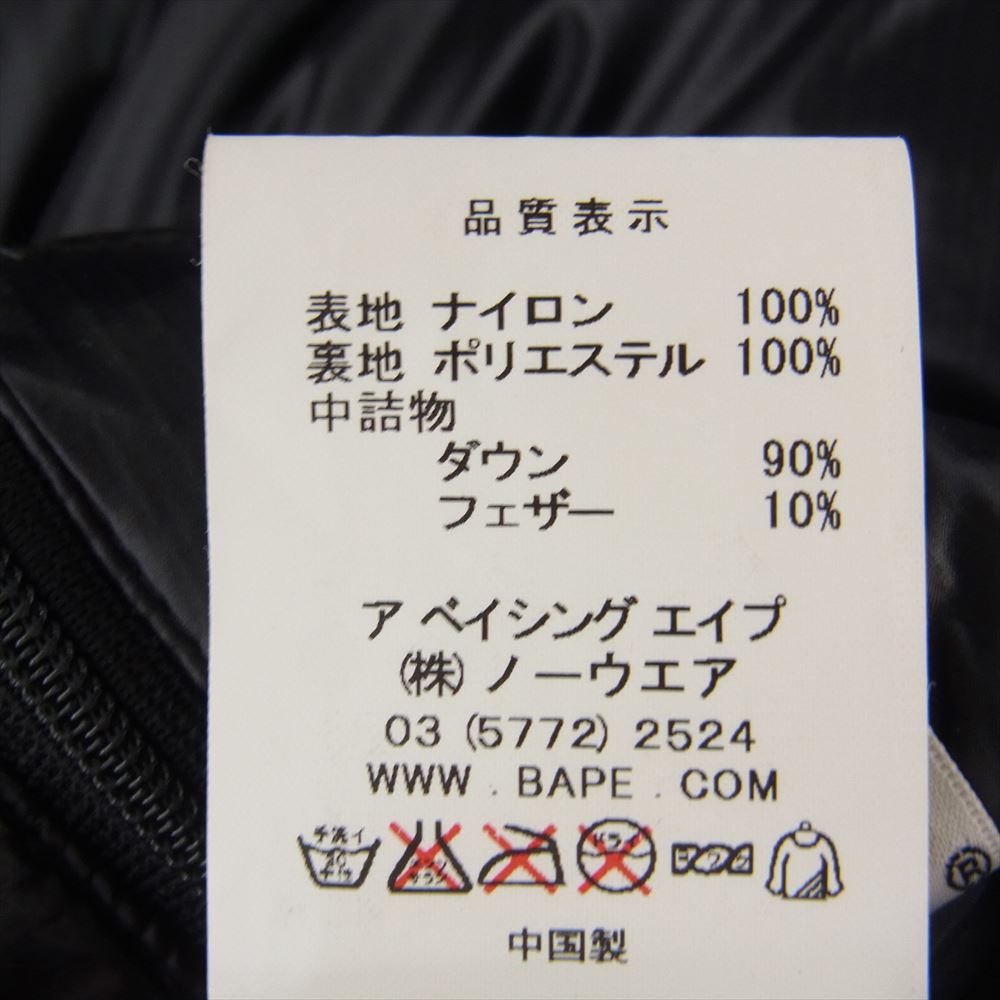 品質表示
表地 ナイロン 100%
裏地 ポリエステル 100%
中詰物
ダウン 90%
フェザー 10%
ア ベイシング エイプ
(株) ノーウエア
03 (5772) 2524
WWW . BAPE . COM
手洗イ
ドライ
中国製
®